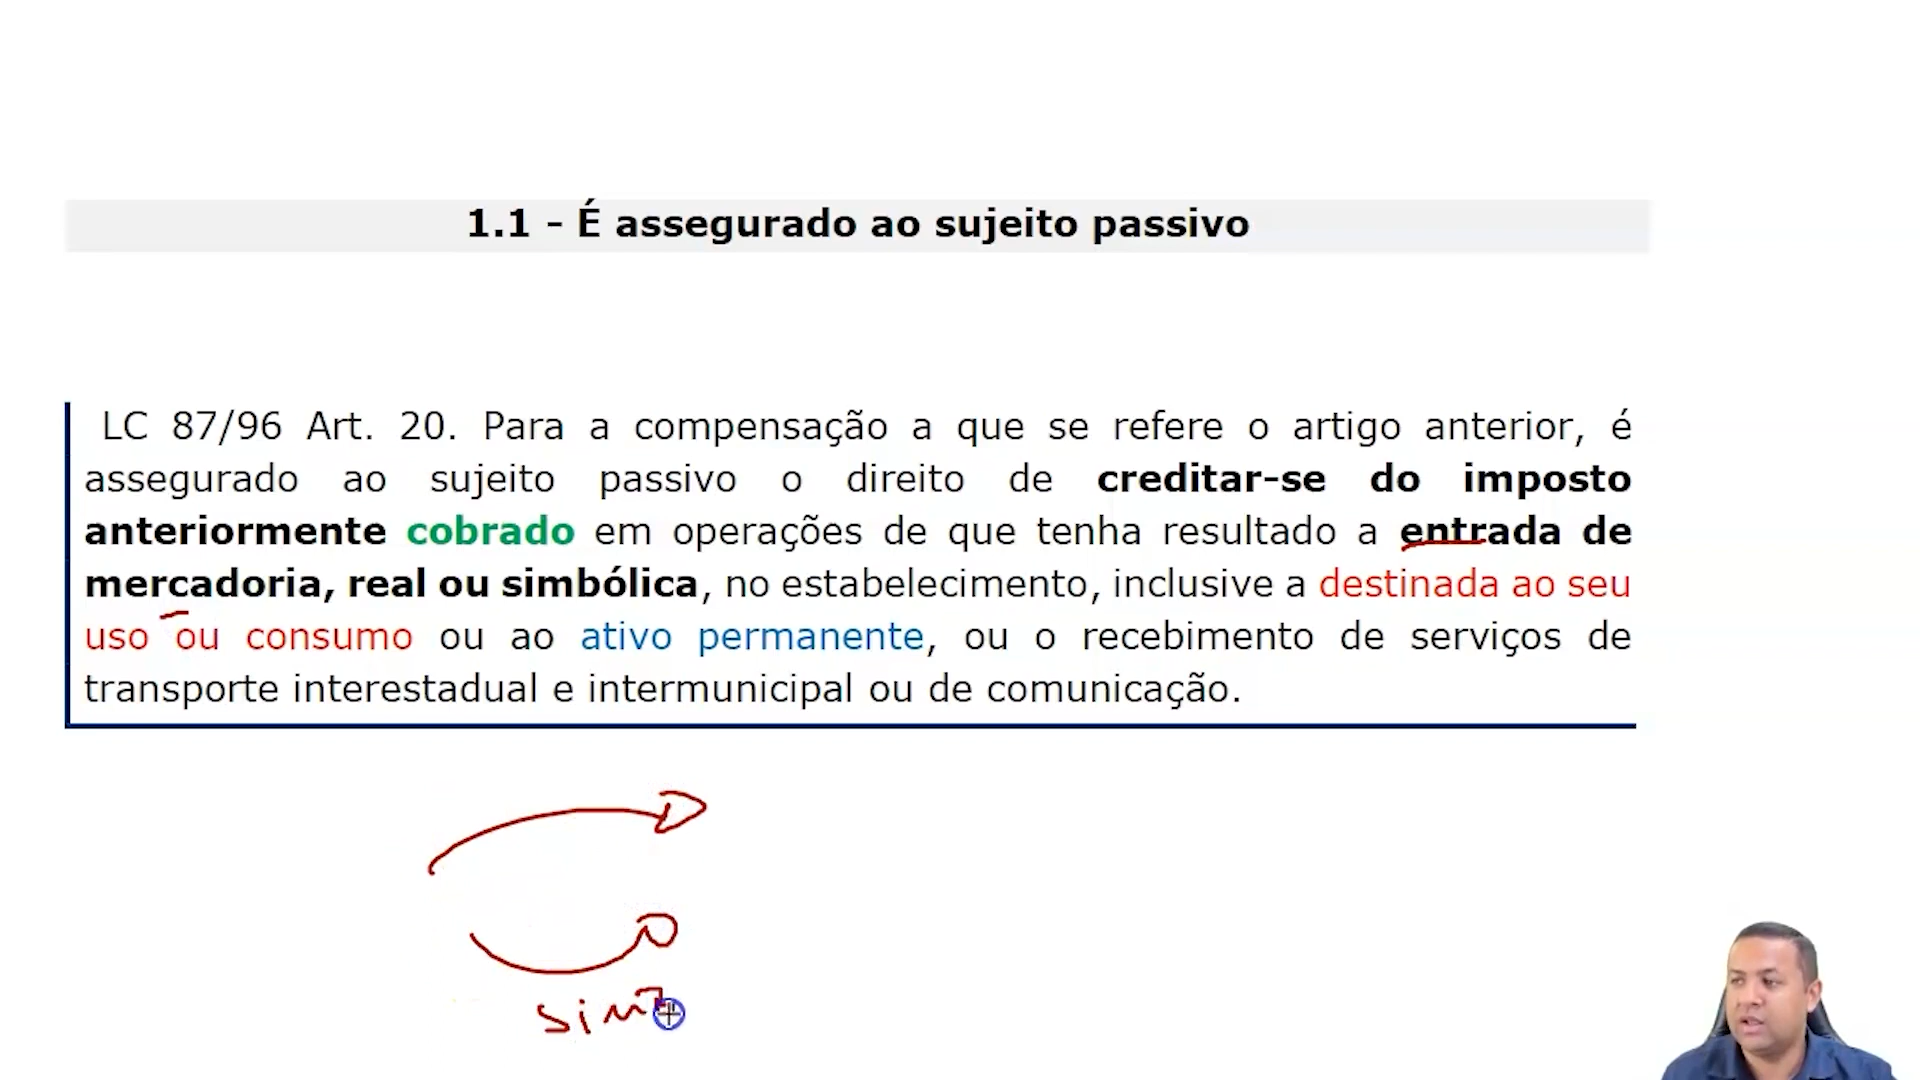 1.1 - É assegurado ao sujeito passivo
LC 87/96 Art. 20. Para a compensação a que se refere o artigo anterior, é
assegurado ao sujeito passivo o direito de creditar-se do imposto
anteriormente cobrado em operações de que tenha resultado a entrada de
mercadoria, real ou simbólica, no estabelecimento, inclusive a destinada ao seu
uso ou consumo ou ao ativo permanente, ou o recebimento de serviços de
transporte interestadual e intermunicipal ou de comunicação.